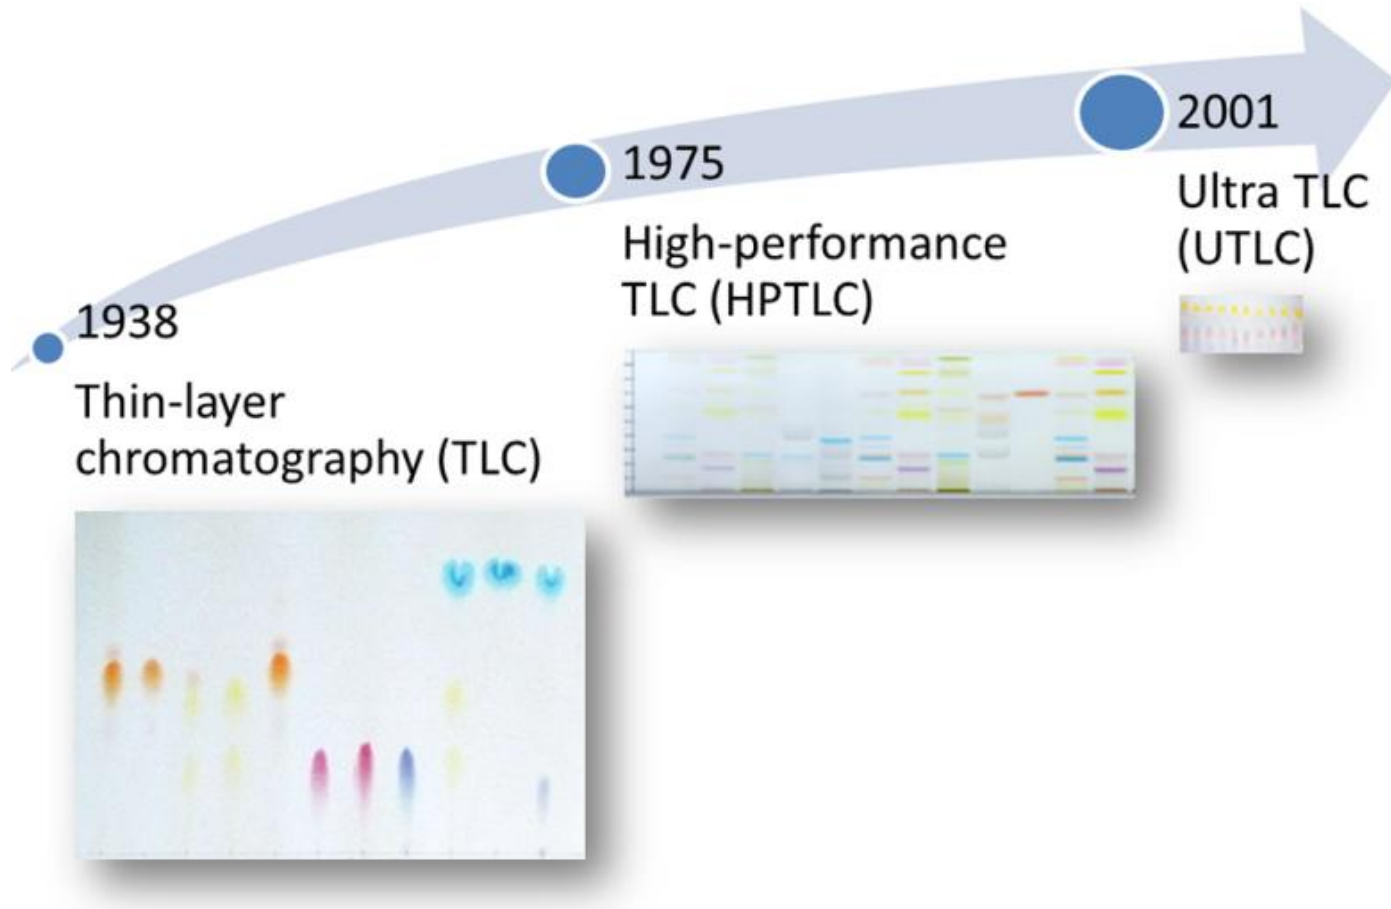 1938
Thin-layer
chromatography (TLC)
1975
High-performance
TLC (HPTLC)
2001
Ultra TLC
(UTLC)